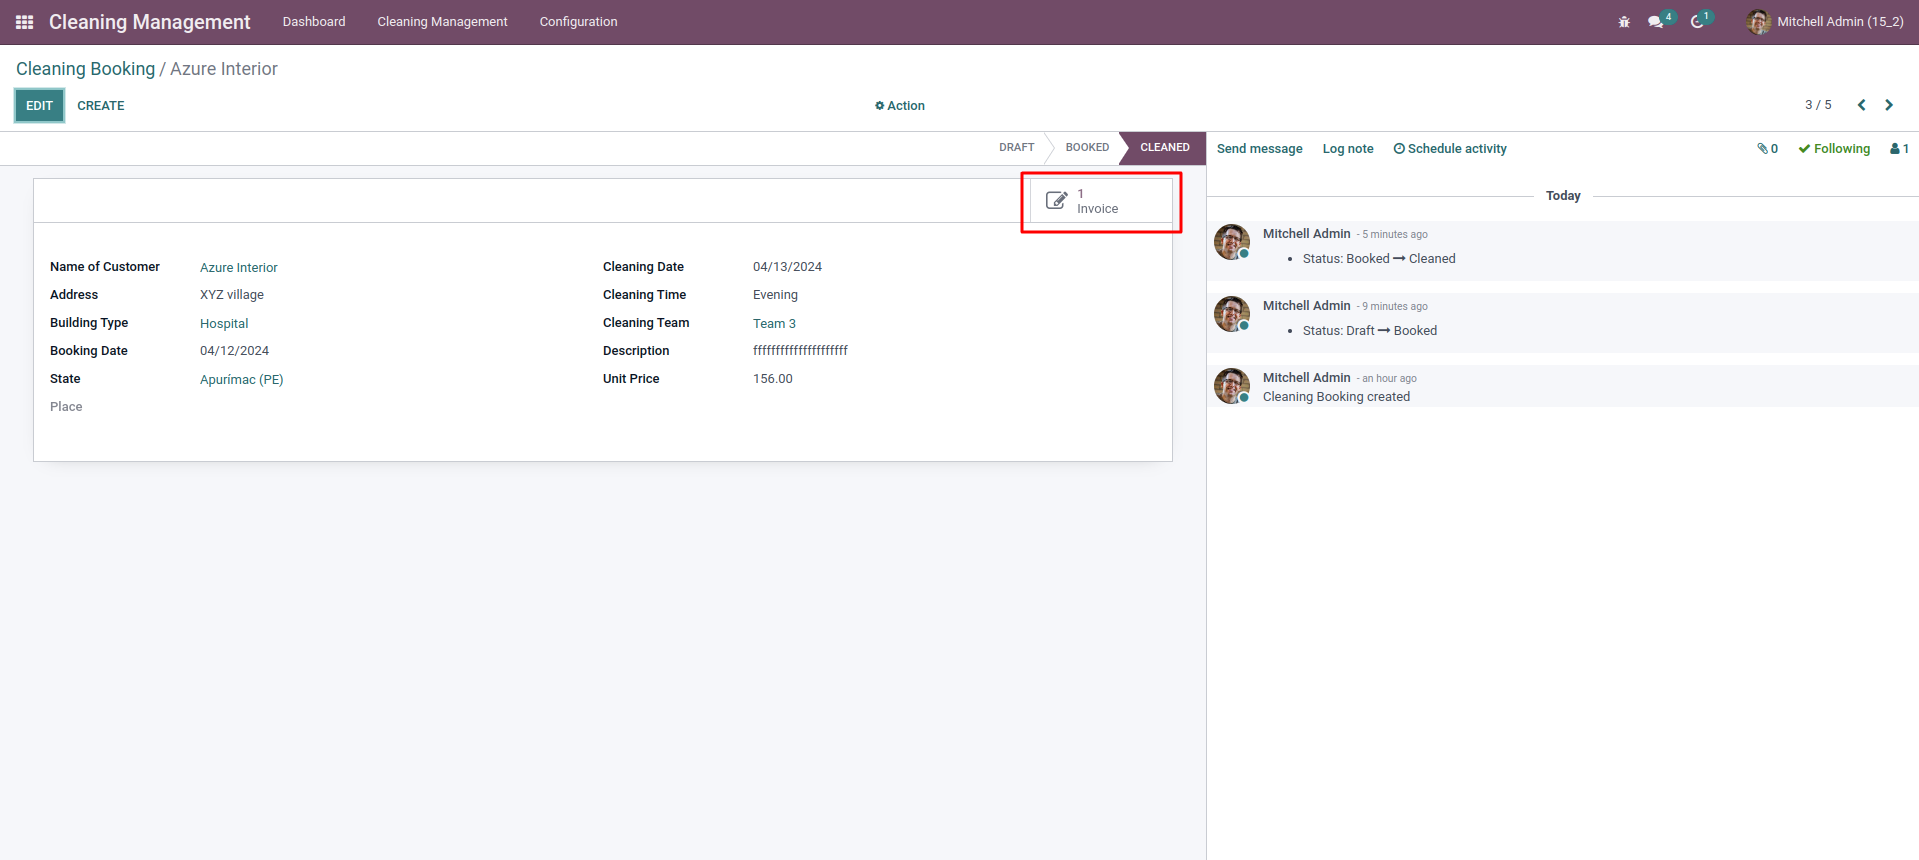 Cleaning Management Dashboard Cleaning Management Configuration 4 1 Mitchell Admin (15_2)
Cleaning Booking / Azure Interior
EDIT CREATE Action 3 / 5
DRAFT BOOKED CLEANED
1
Invoice
Name of Customer Azure Interior
Address XYZ village
Building Type Hospital
Booking Date 04/12/2024
State Apurímac (PE)
Place
Cleaning Date 04/13/2024
Cleaning Time Evening
Cleaning Team Team 3
Description fffffffffffffffffffff
Unit Price 156.00
Send message Log note Schedule activity 0 Following 1
Today
Mitchell Admin - 5 minutes ago
• Status: Booked → Cleaned
Mitchell Admin - 9 minutes ago
• Status: Draft → Booked
Mitchell Admin - an hour ago
Cleaning Booking created